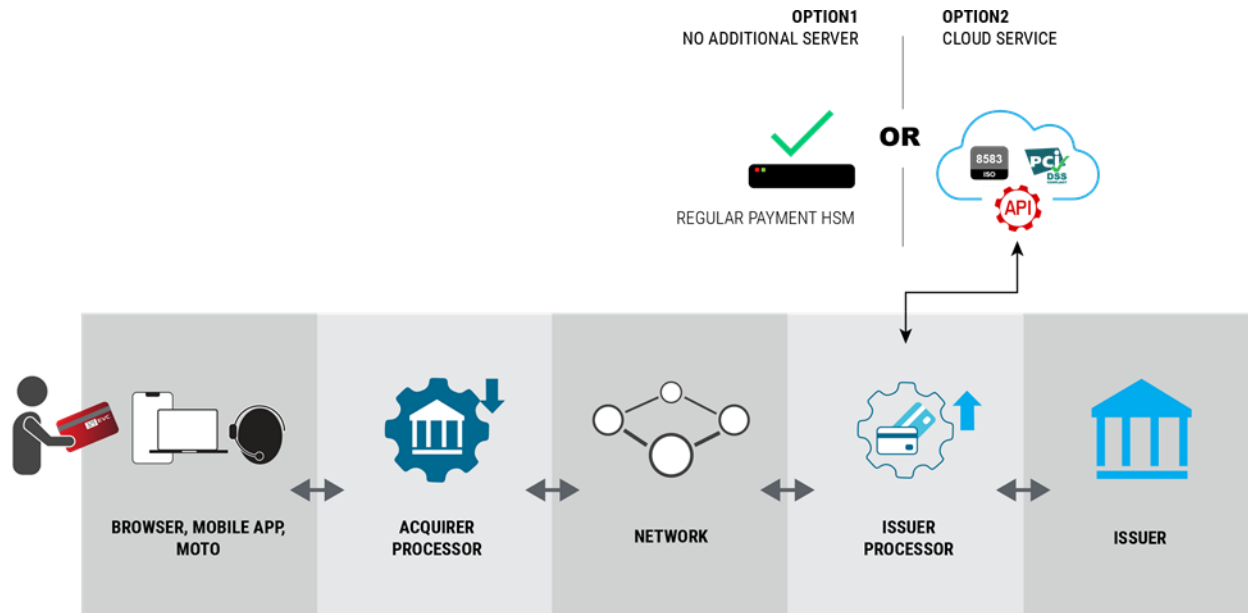 OPTION1
NO ADDITIONAL SERVER
OPTION2
CLOUD SERVICE
OR
8583
ISO
PCi
DSS
COMPLIANT
API
REGULAR PAYMENT HSM
EVC
BROWSER, MOBILE APP,
MOTO
ACQUIRER
PROCESSOR
NETWORK
ISSUER
PROCESSOR
ISSUER